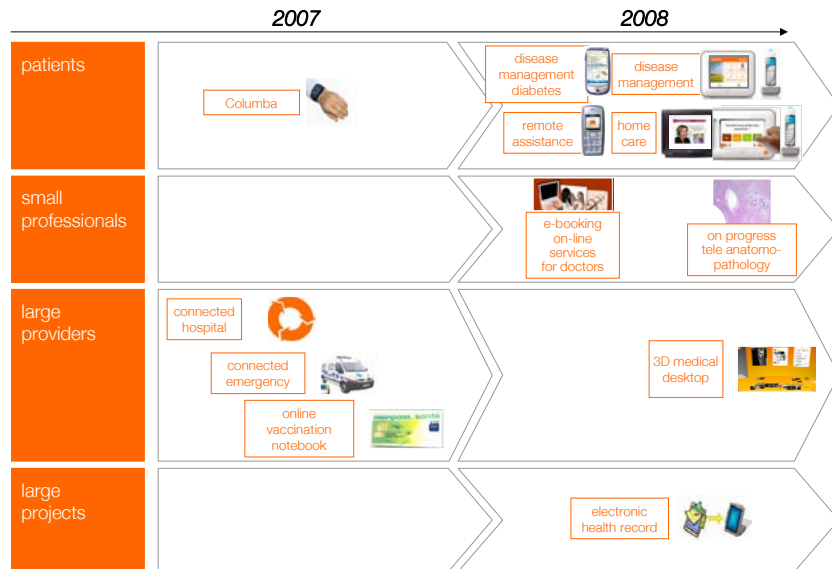 2007
2008
patients
Columba
disease
management
diabetes
disease
management
remote
assistance
home
care
small
professionals
e-booking
on-line
services
for doctors
on progress
tele anatomo-
pathology
large
providers
connected
hospital
connected
emergency
online
vaccination
notebook
3D medical
desktop
large
projects
electronic
health record